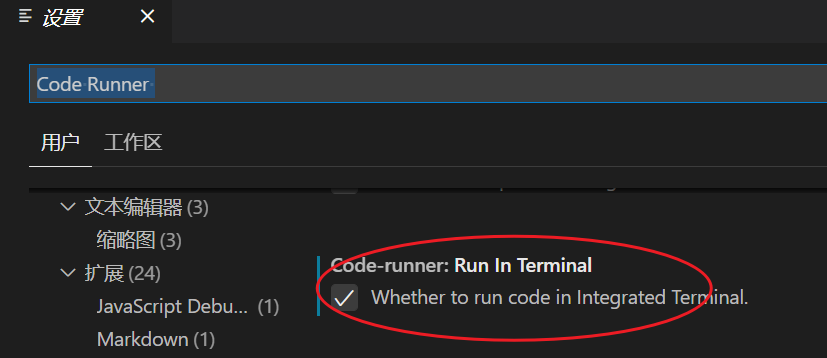 设置
Code Runner
用户 工作区
文本编辑器 (3)
缩略图 (3)
扩展 (24)
JavaScript Debu... (1)
Markdown (1)
Code-runner: Run In Terminal
Whether to run code in Integrated Terminal.